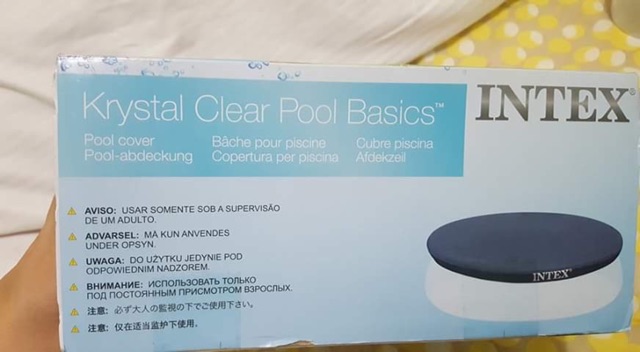 Krystal Clear Pool Basics™
INTEX®
Pool cover Bâche pour piscine Cubre piscina
Pool-abdeckung Copertura per piscina Afdekzeil
⚠ AVISO: USAR SOMENTE SOB A SUPERVISÃO
DE UM ADULTO.
⚠ ADVARSEL: MÅ KUN ANVENDES
UNDER OPSYN.
⚠ UWAGA: DO UŻYTKU JEDYNIE POD
ODPOWIEDNIM NADZOREM.
⚠ ВНИМАНИЕ: ИСПОЛЬЗОВАТЬ ТОЛЬКО
ПОД ПОСТОЯННЫМ ПРИСМОТРОМ ВЗРОСЛЫХ.
⚠ 注意: 必ず大人の監視の下でご使用下さい。
⚠ 注意: 仅在适当监护下使用。
INTEX